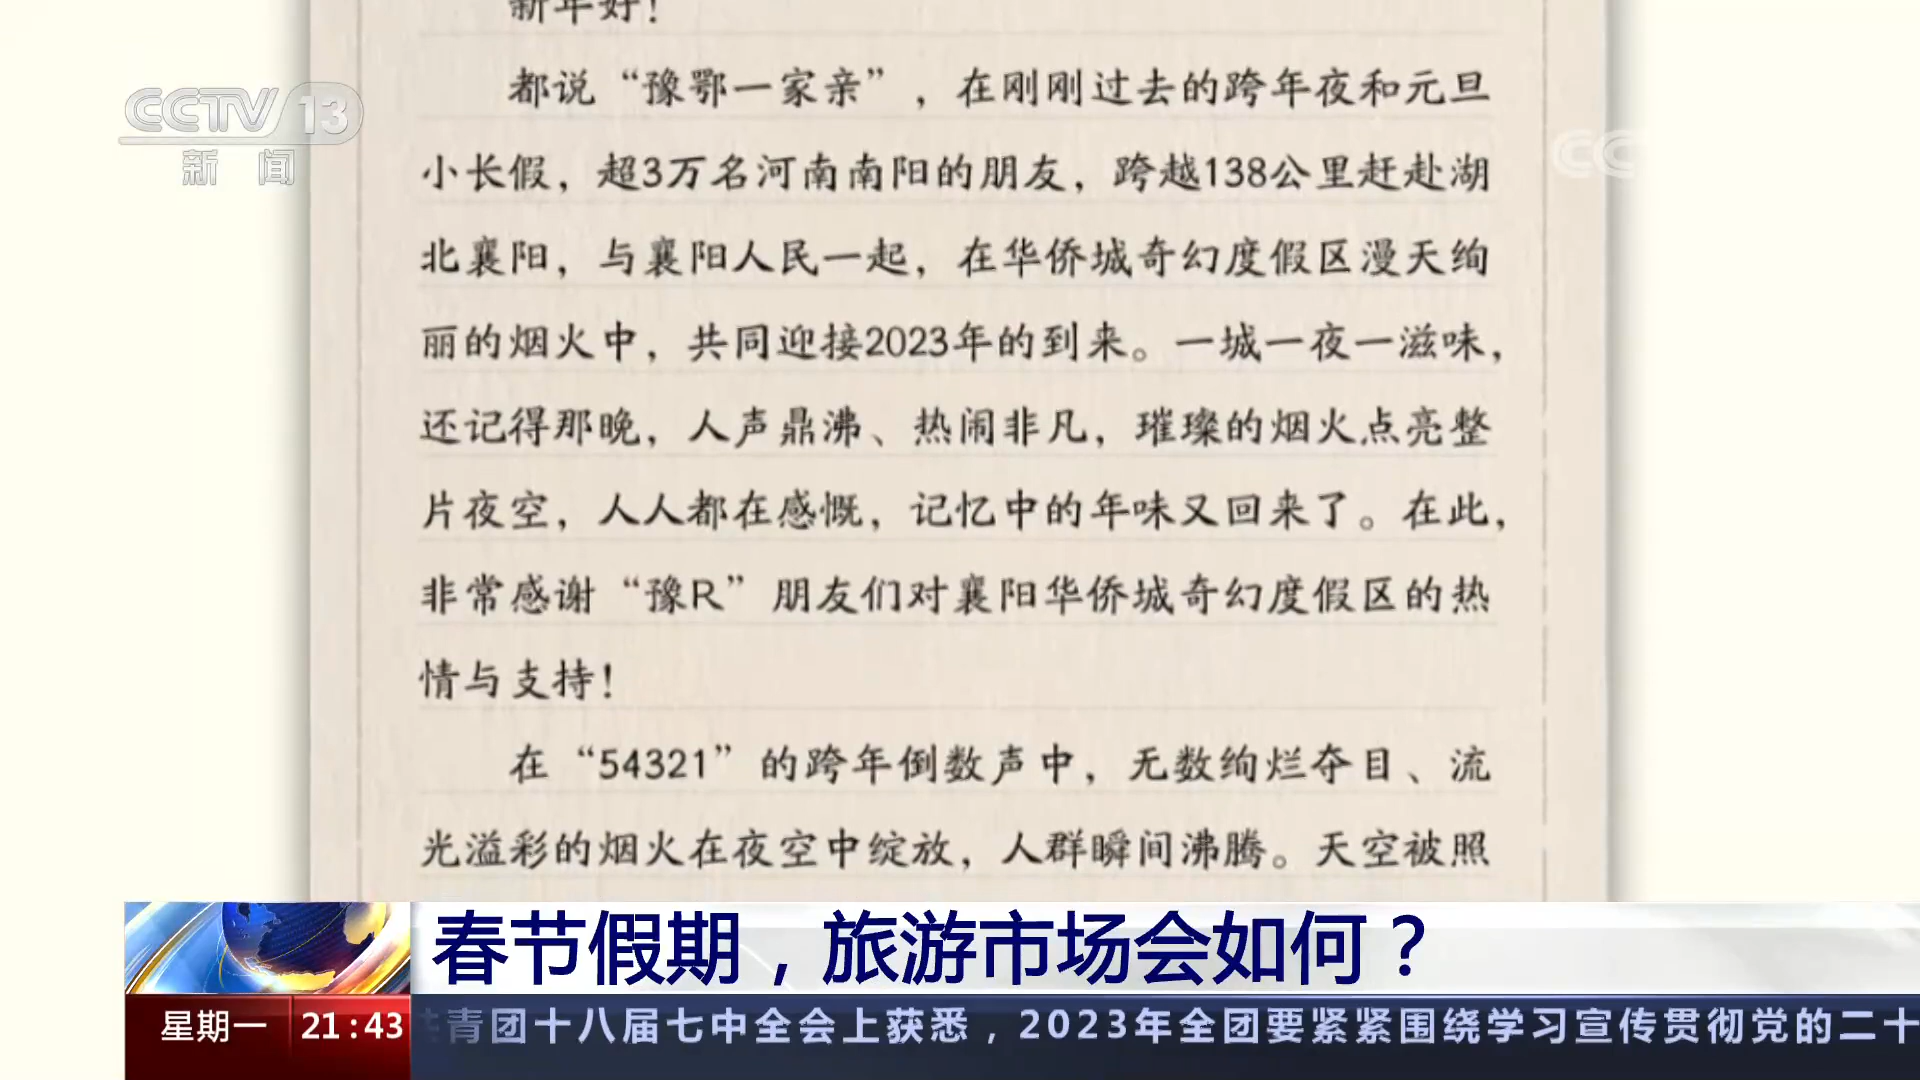 新年好！
都说“豫鄂一家亲”，在刚刚过去的跨年夜和元旦
CCTV 13
新闻
小长假，超3万名河南南阳的朋友，跨越138公里赶赴湖
北襄阳，与襄阳人民一起，在华侨城奇幻度假区漫天绚
丽的烟火中，共同迎接2023年的到来。一城一夜一滋味，
还记得那晚，人声鼎沸、热闹非凡，璀璨的烟火点亮整
片夜空，人人都在感慨，记忆中的年味又回来了。在此，
非常感谢“豫R”朋友们对襄阳华侨城奇幻度假区的热
情与支持！
在“54321”的跨年倒数声中，无数绚烂夺目、流
光溢彩的烟火在夜空中绽放，人群瞬间沸腾。天空被照
春节假期，旅游市场会如何？
星期一 21:43 共青团十八届七中全会上获悉，2023年全团要紧紧围绕学习宣传贯彻党的二十